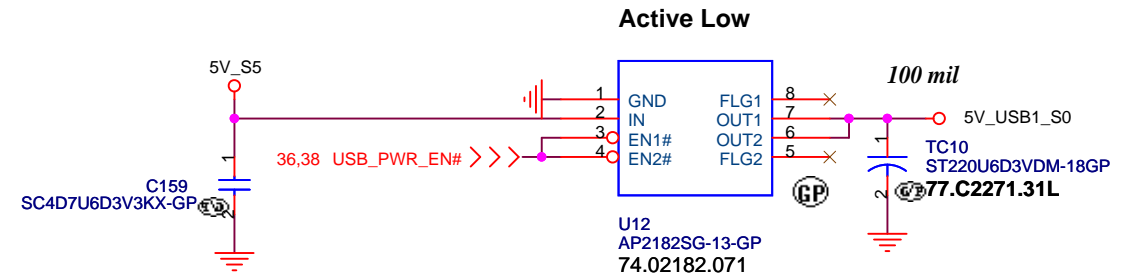 Active Low
100 mil
5V_S5
1 GND FLG1 8
2 IN OUT1 7
3 EN1# OUT2 6
4 EN2# FLG2 5
5V_USB1_S0
36,38 USB_PWR_EN#
1
2
C159
SC4D7U6D3V3KX-GP
1
2
TC10
ST220U6D3VDM-18GP
77.C2271.31L
GP
U12
AP2182SG-13-GP
74.02182.071